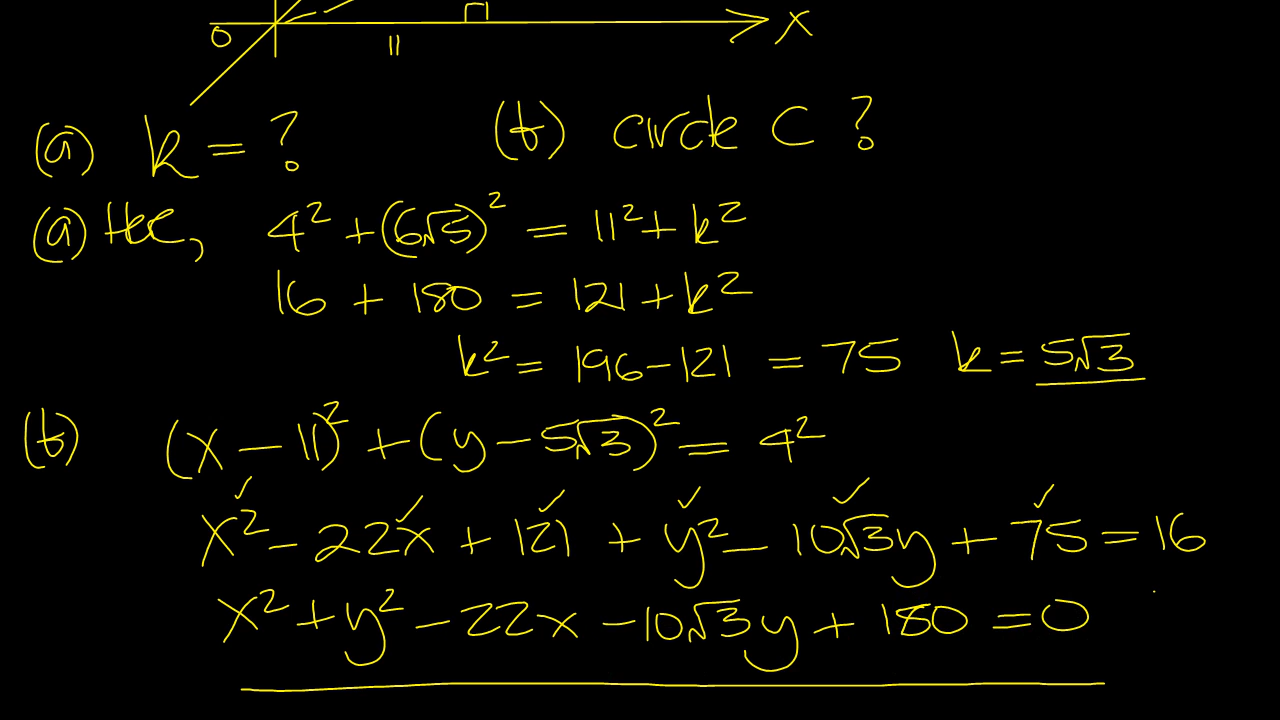 0 11 x
(a) k = ? (b) circle C ?
(a) Hee, 4² + (6√5)² = 11² + k²
16 + 180 = 121 + k²
k² = 196 - 121 = 75 k = 5√3
(b) (x - 11)² + (y - 5√3)² = 4²
x² - 22x + 121 + y² - 10√3y + 75 = 16
x² + y² - 22x - 10√3y + 180 = 0